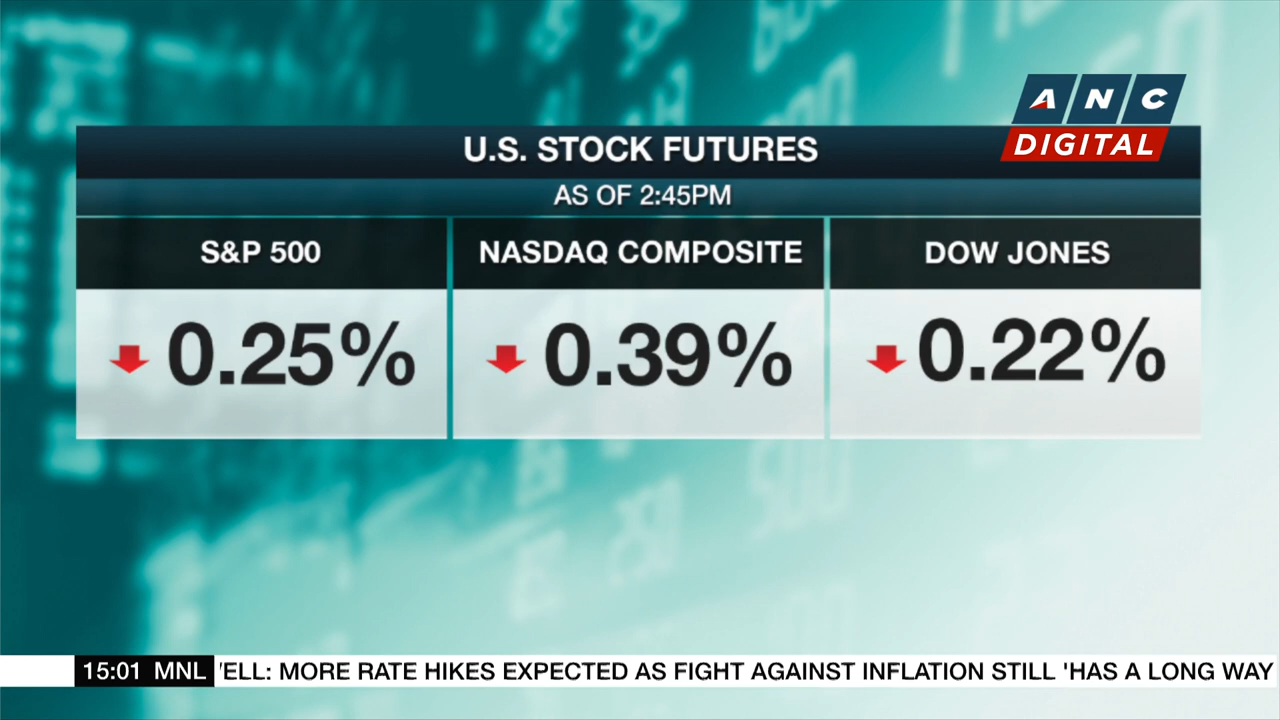 ANC
DIGITAL
U.S. STOCK FUTURES
AS OF 2:45PM
S&P 500
NASDAQ COMPOSITE
DOW JONES
0.25%
0.39%
0.22%
15:01 MNL
ELL: MORE RATE HIKES EXPECTED AS FIGHT AGAINST INFLATION STILL 'HAS A LONG WAY